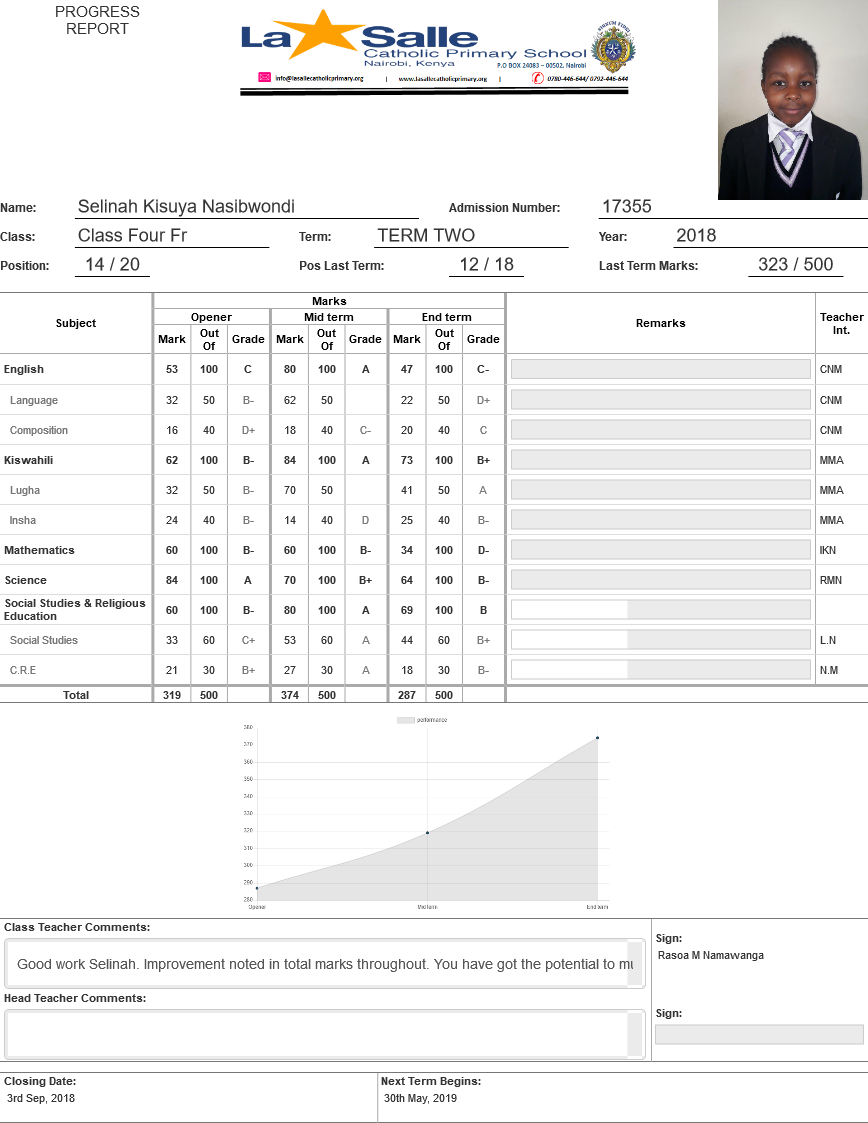 PROGRESS
REPORT
La Salle
Catholic Primary School
Nairobi, Kenya
P.O BOX 24083 – 00502, Nairobi
info@lasallecatholicprimary.org | www.lasallecatholicprimary.org | 0780-446-644/ 0792-446-644
Name: Selinah Kisuya Nasibwondi Admission Number: 17355
Class: Class Four Fr Term: TERM TWO Year: 2018
Position: 14 / 20 Pos Last Term: 12 / 18 Last Term Marks: 323 / 500
Subject Marks Remarks Teacher Int.
Opener Mid term End term
Mark Out Of Grade Mark Out Of Grade Mark Out Of Grade
English 53 100 C 80 100 A 47 100 C- CNM
Language 32 50 B- 62 50 22 50 D+ CNM
Composition 16 40 D+ 18 40 C- 20 40 C CNM
Kiswahili 62 100 B- 84 100 A 73 100 B+ MMA
Lugha 32 50 B- 70 50 41 50 A MMA
Insha 24 40 B- 14 40 D 25 40 B- MMA
Mathematics 60 100 B- 60 100 B- 34 100 D- IKN
Science 84 100 A 70 100 B+ 64 100 B- RMN
Social Studies & Religious Education 60 100 B- 80 100 A 69 100 B
Social Studies 33 60 C+ 53 60 A 44 60 B+ L.N
C.R.E 21 30 B+ 27 30 A 18 30 B- N.M
Total 319 500 374 500 287 500
performance
380
370
360
350
340
330
320
310
300
290
280
Opener Mid term End term
Class Teacher Comments:
Good work Selinah. Improvement noted in total marks throughout. You have got the potential to
Sign:
Rasoa M Namawanga
Head Teacher Comments:
Sign:
Closing Date: Next Term Begins:
3rd Sep, 2018 30th May, 2019